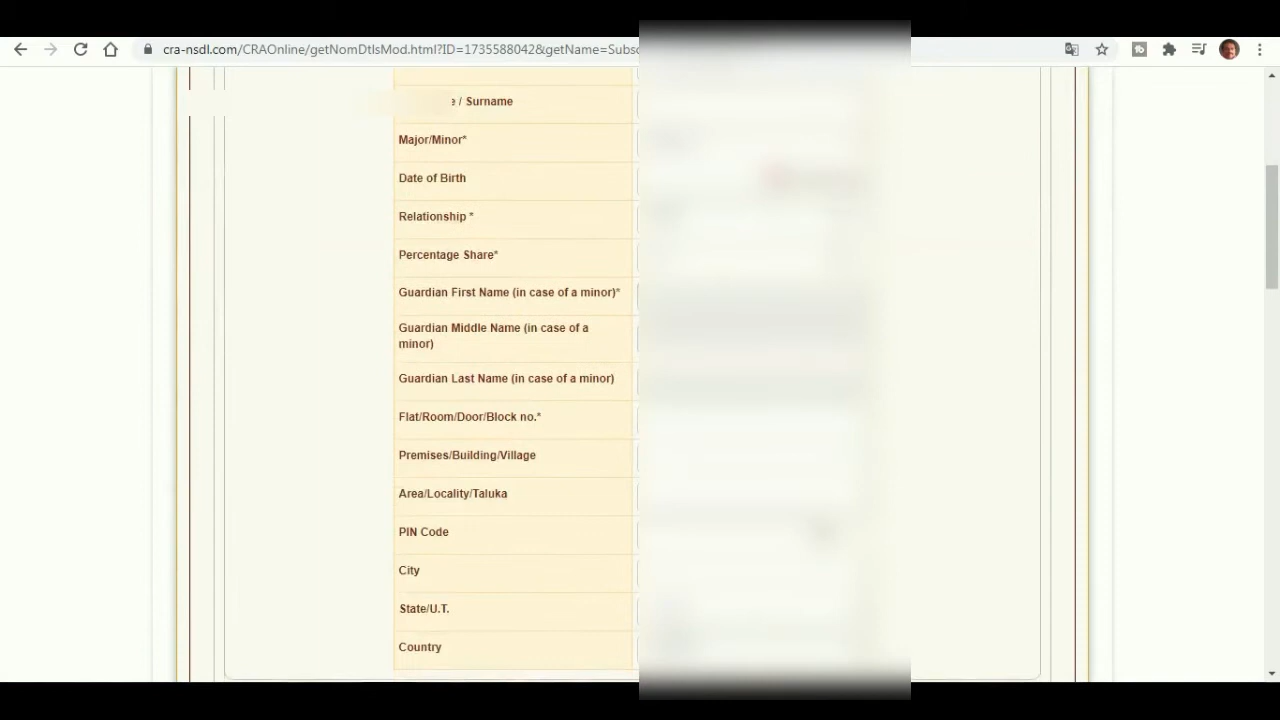 cra-nsdl.com/CRAOnline/getNomDtlsMod.html?ID=1735588042&getName=Subsc
e / Surname
Major/Minor*
Date of Birth
Relationship *
Percentage Share*
Guardian First Name (in case of a minor)*
Guardian Middle Name (in case of a
minor)
Guardian Last Name (in case of a minor)
Flat/Room/Door/Block no.*
Premises/Building/Village
Area/Locality/Taluka
PIN Code
City
State/U.T.
Country